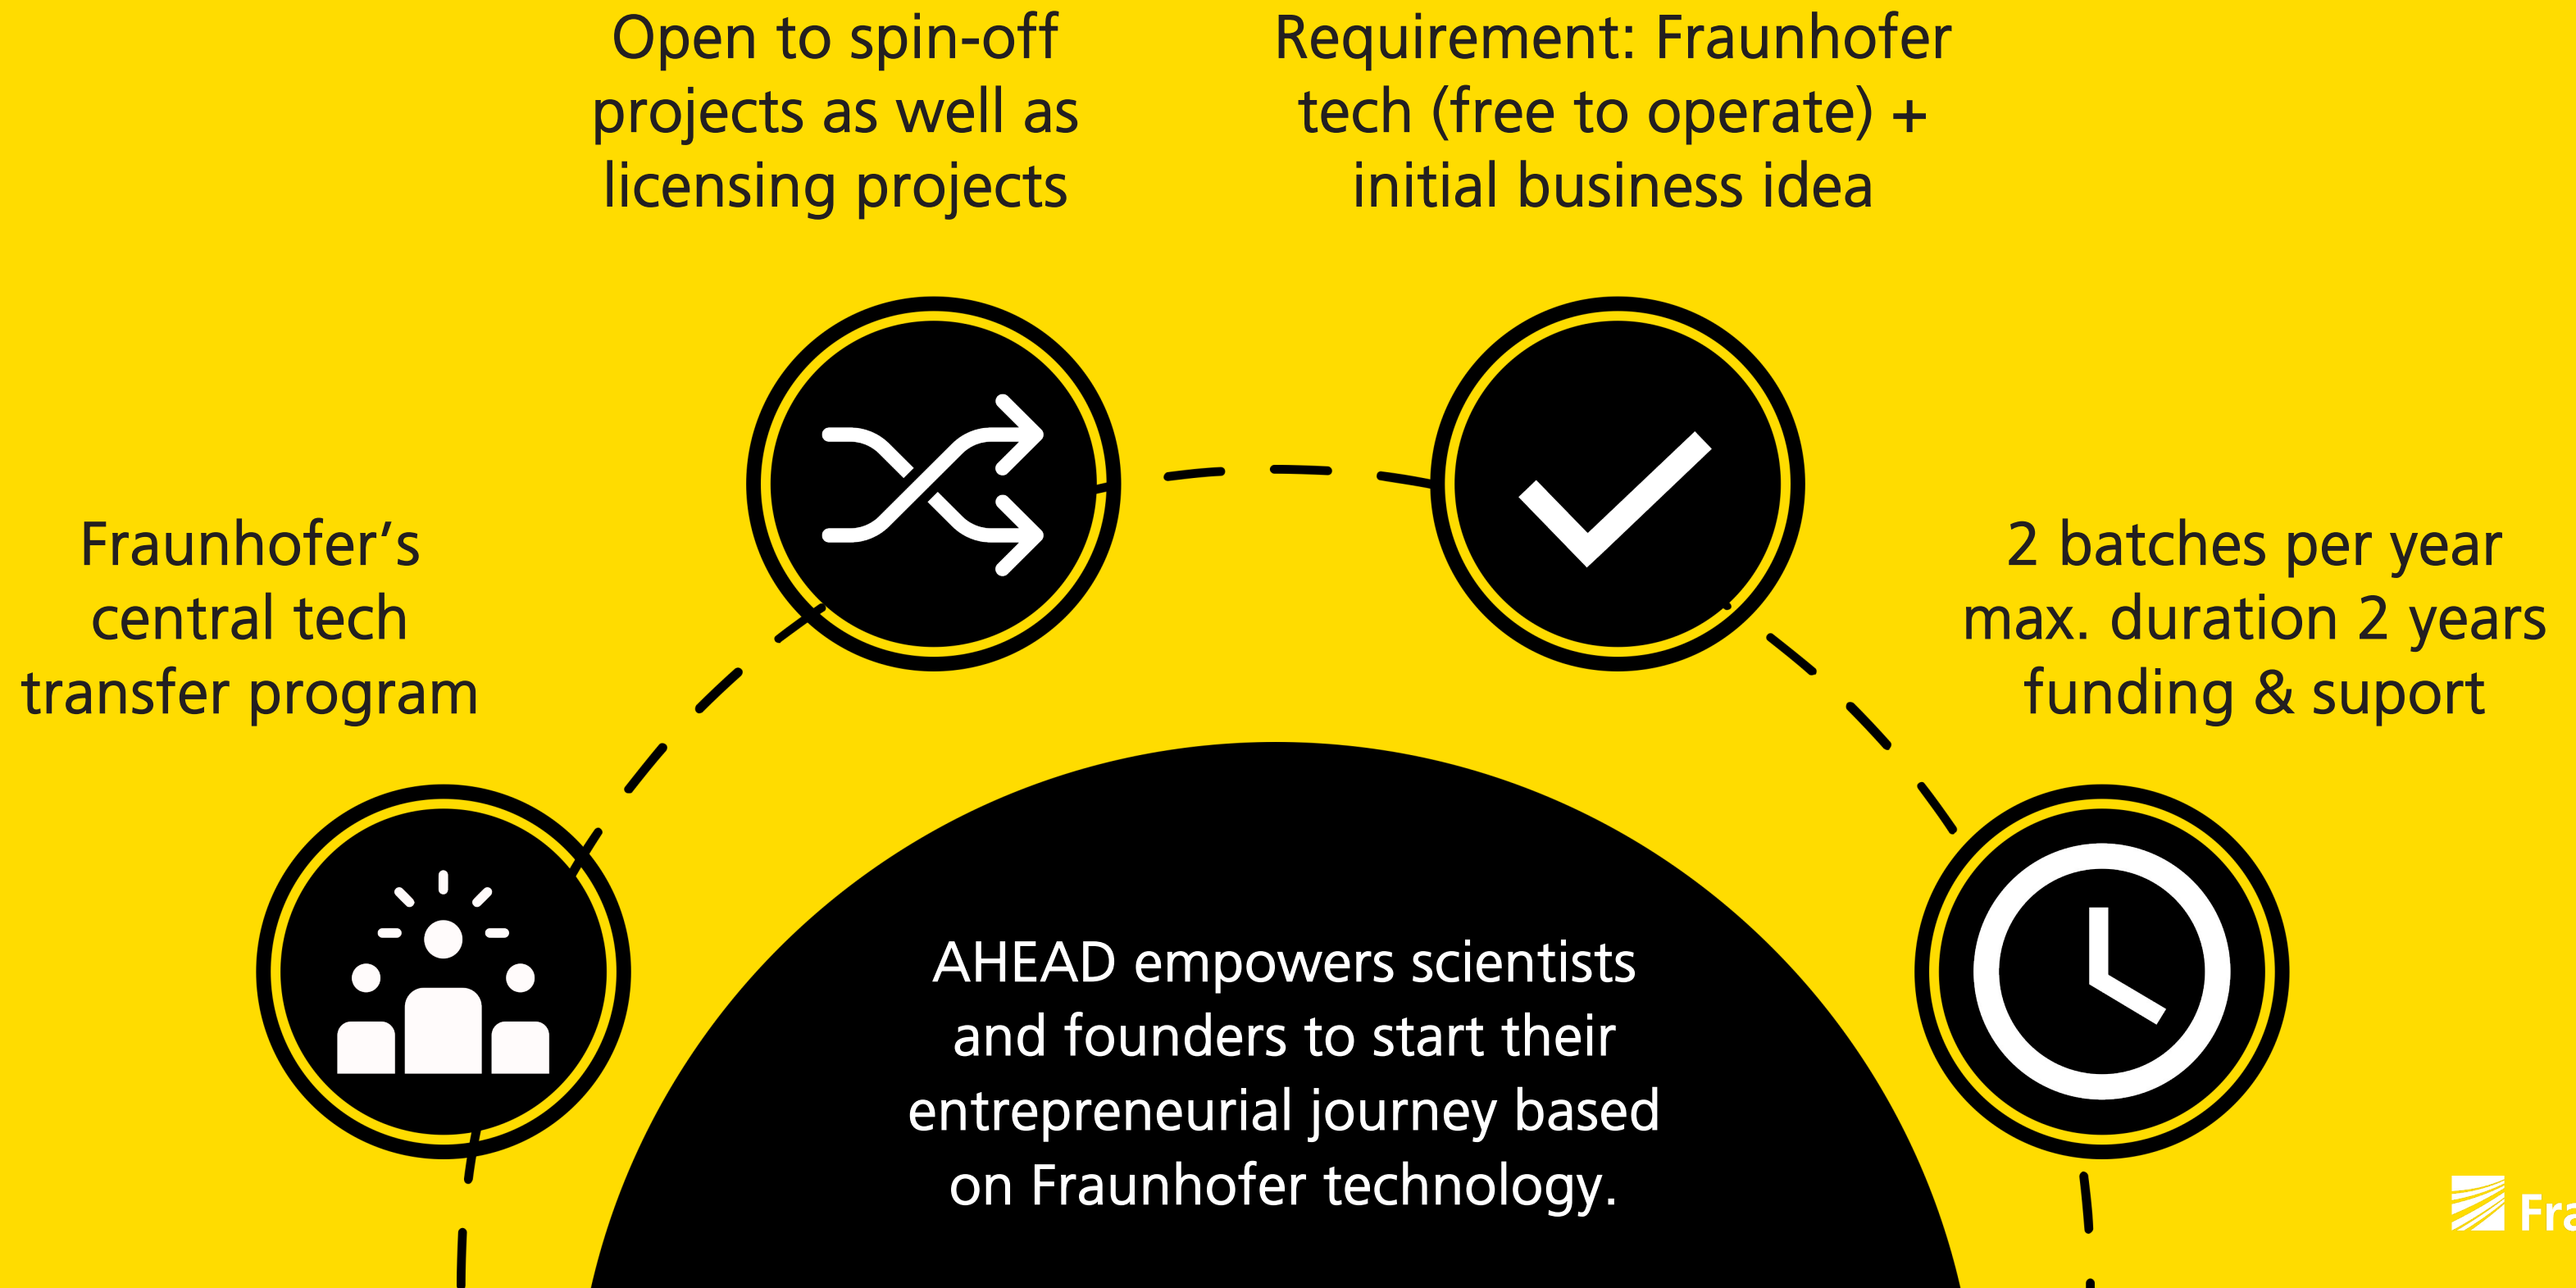 Open to spin-off
projects as well as
licensing projects
Requirement: Fraunhofer
tech (free to operate) +
initial business idea
Fraunhofer’s
central tech
transfer program
2 batches per year
max. duration 2 years
funding & suport
AHEAD empowers scientists
and founders to start their
entrepreneurial journey based
on Fraunhofer technology.